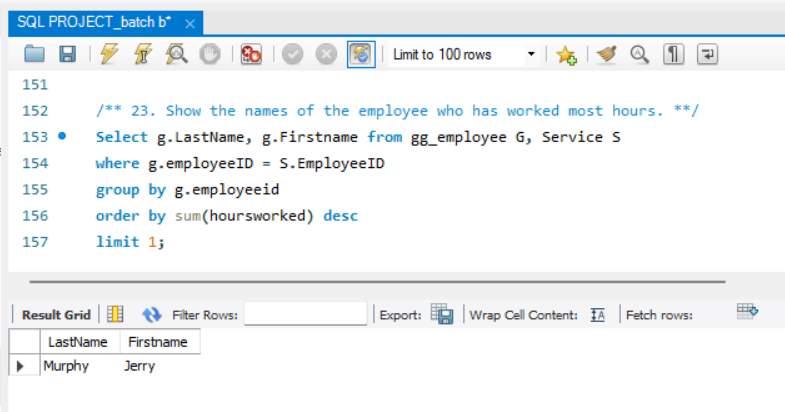 SQL PROJECT_batch b* ×
Limit to 100 rows
151
152 /** 23. Show the names of the employee who has worked most hours. **/
153 Select g.LastName, g.Firstname from gg_employee G, Service S
154 where g.employeeID = S.EmployeeID
155 group by g.employeeid
156 order by sum(hoursworked) desc
157 limit 1;
Result Grid Filter Rows: Export: Wrap Cell Content: Fetch rows:
LastName Firstname
Murphy Jerry